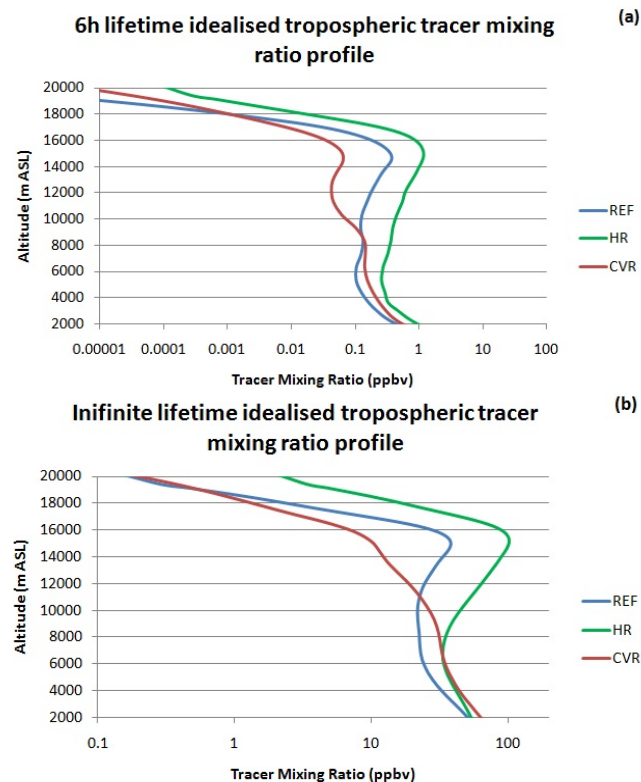 (a)
6h lifetime idealised tropospheric tracer mixing
ratio profile
20000
18000
16000
14000
12000
10000
8000
6000
4000
2000
Altitude (m ASL)
0.00001 0.0001 0.001 0.01 0.1 1 10 100
Tracer Mixing Ratio (ppbv)
REF
HR
CVR
(b)
Inifinite lifetime idealised tropospheric tracer
mixing ratio profile
20000
18000
16000
14000
12000
10000
8000
6000
4000
2000
Altitude (m ASL)
0.1 1 10 100
Tracer Mixing Ratio (ppbv)
REF
HR
CVR